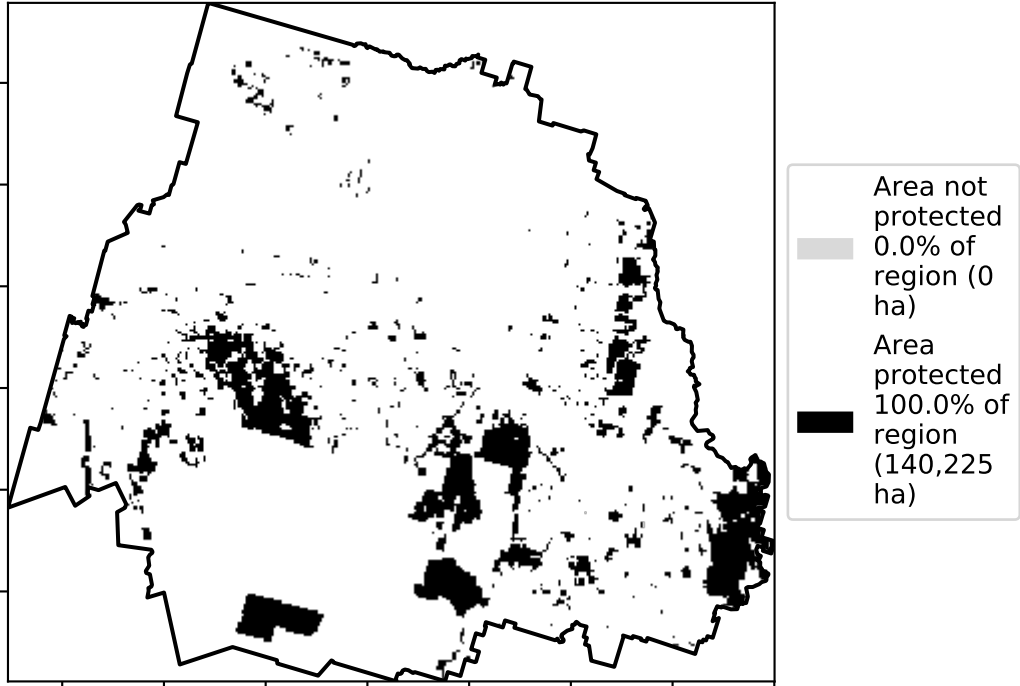 Area not
protected
0.0% of
region (0
ha)
Area
protected
100.0% of
region
(140,225
ha)